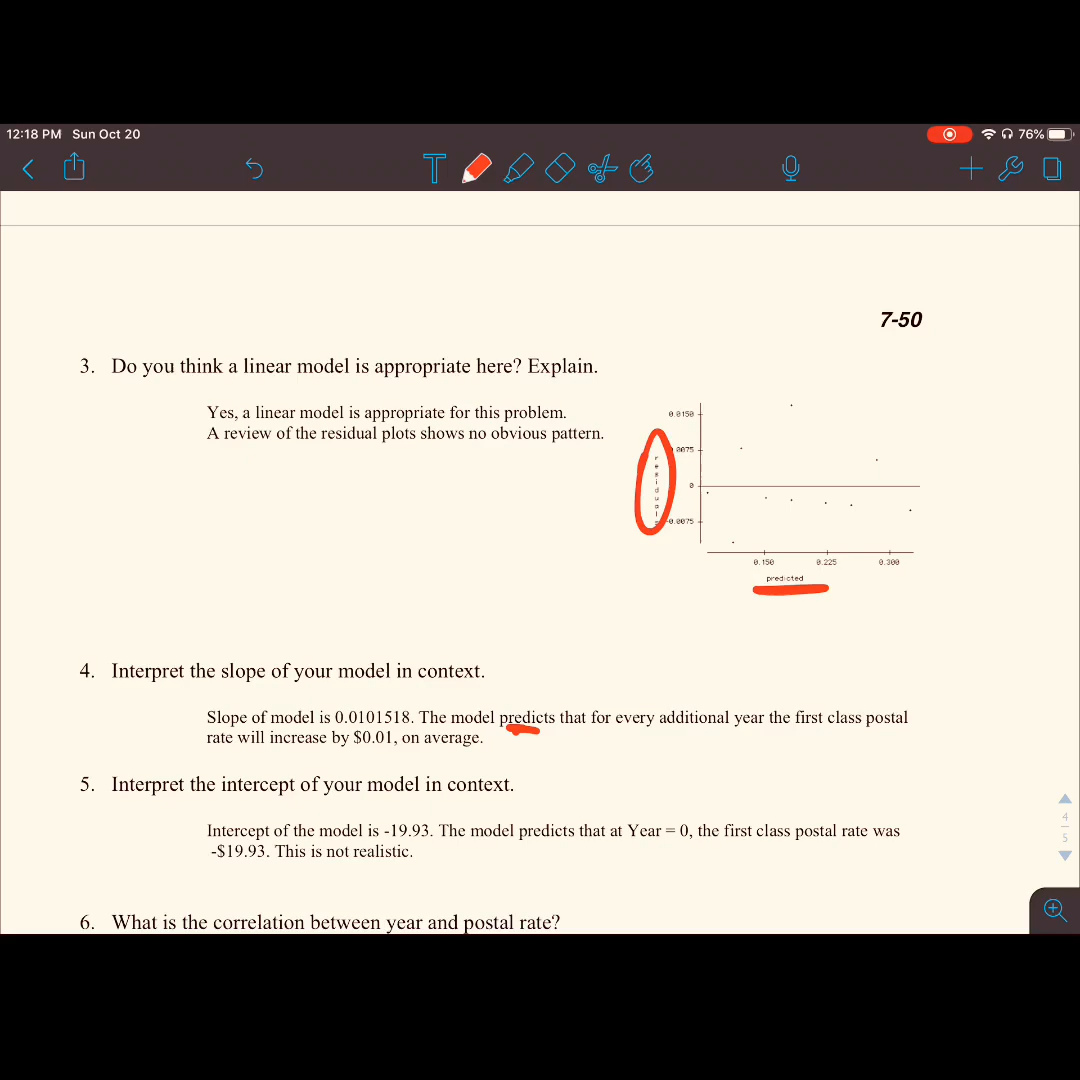 12:18 PM Sun Oct 20
76%
T
7-50
3. Do you think a linear model is appropriate here? Explain.
Yes, a linear model is appropriate for this problem.
A review of the residual plots shows no obvious pattern.
0.0150
0.0075
0
-0.0075
residuals
0.150 0.225 0.300
predicted
4. Interpret the slope of your model in context.
Slope of model is 0.0101518. The model predicts that for every additional year the first class postal
rate will increase by $0.01, on average.
5. Interpret the intercept of your model in context.
Intercept of the model is -19.93. The model predicts that at Year = 0, the first class postal rate was
-$19.93. This is not realistic.
4
5
6. What is the correlation between year and postal rate?